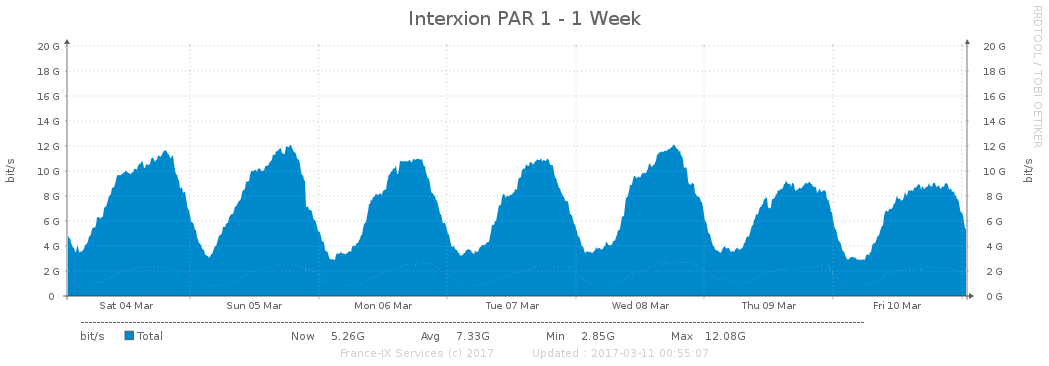 Interxion PAR 1 - 1 Week
RRDTOOL / TOBI OETIKER
bit/s
20 G 20 G
18 G 18 G
16 G 16 G
14 G 14 G
12 G 12 G
10 G 10 G
8 G 8 G
6 G 6 G
4 G 4 G
2 G 2 G
0 0 G
bit/s
Sat 04 Mar Sun 05 Mar Mon 06 Mar Tue 07 Mar Wed 08 Mar Thu 09 Mar Fri 10 Mar
bit/s Total Now 5.26G Avg 7.33G Min 2.85G Max 12.08G
France-IX Services (c) 2017 Updated : 2017-03-11 00:55:07